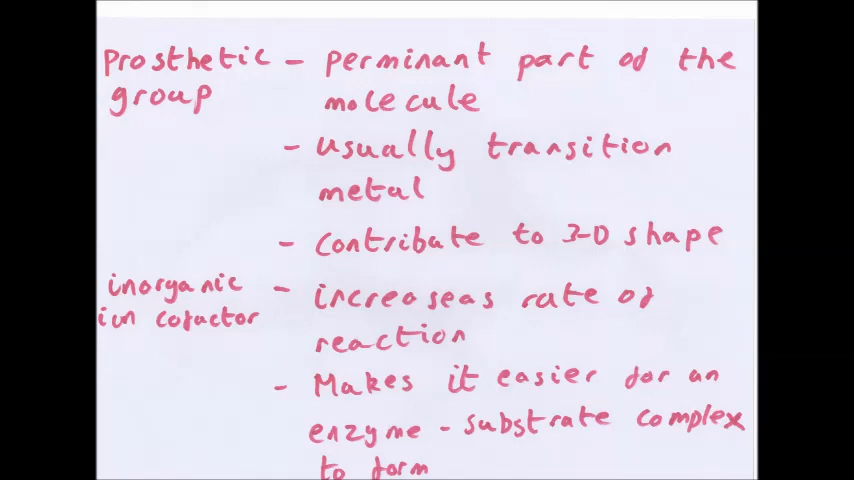 Prosthetic - perminant part of the
group molecule
- usually transition
metal
- contribute to 3-D shape
inorganic - increaseas rate of
ion cofactor reaction
- Makes it easier for an
enzyme - substrate complex
to form